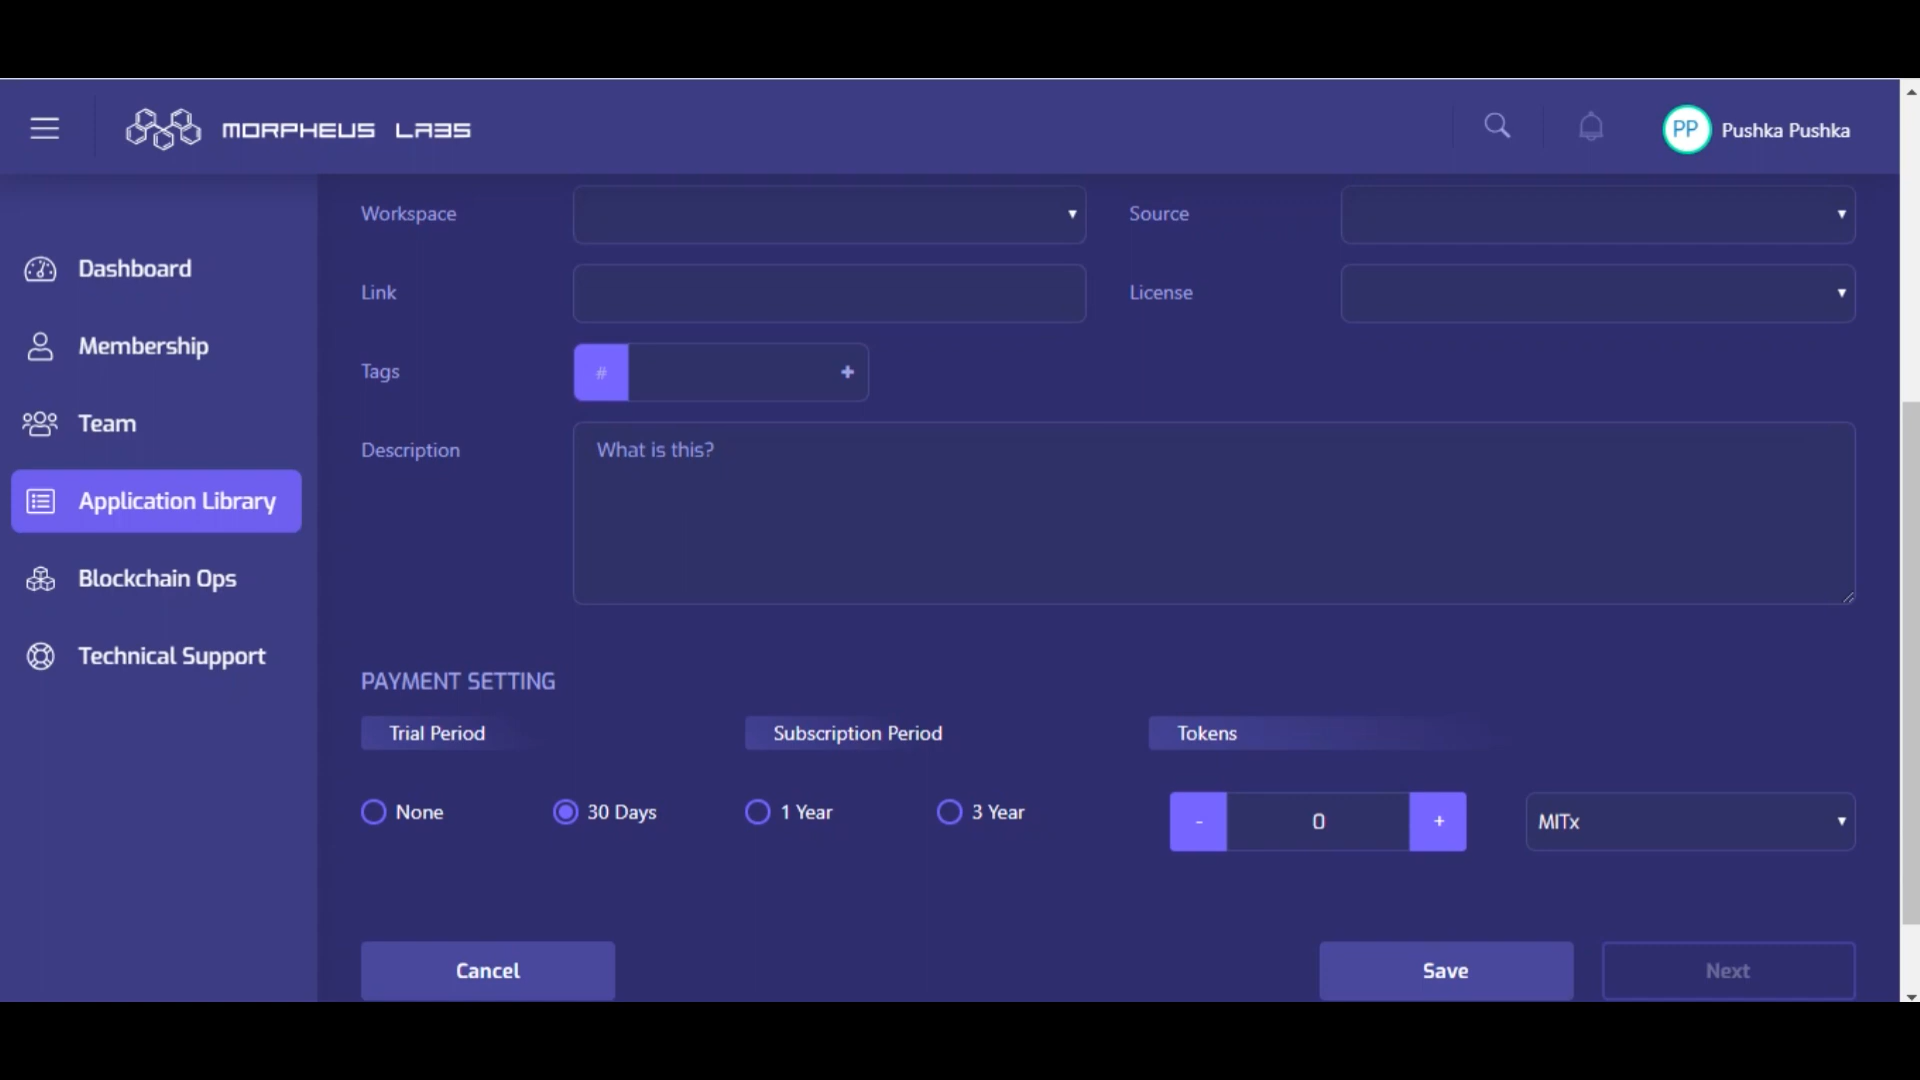 MORPHEUS LABS
PP Pushka Pushka
Workspace
Source
Dashboard
Link
License
Membership
Tags
#
+
Team
Description
What is this?
Application Library
Blockchain Ops
Technical Support
PAYMENT SETTING
Trial Period
Subscription Period
Tokens
None
30 Days
1 Year
3 Year
- 0 +
MITx
Cancel
Save
Next